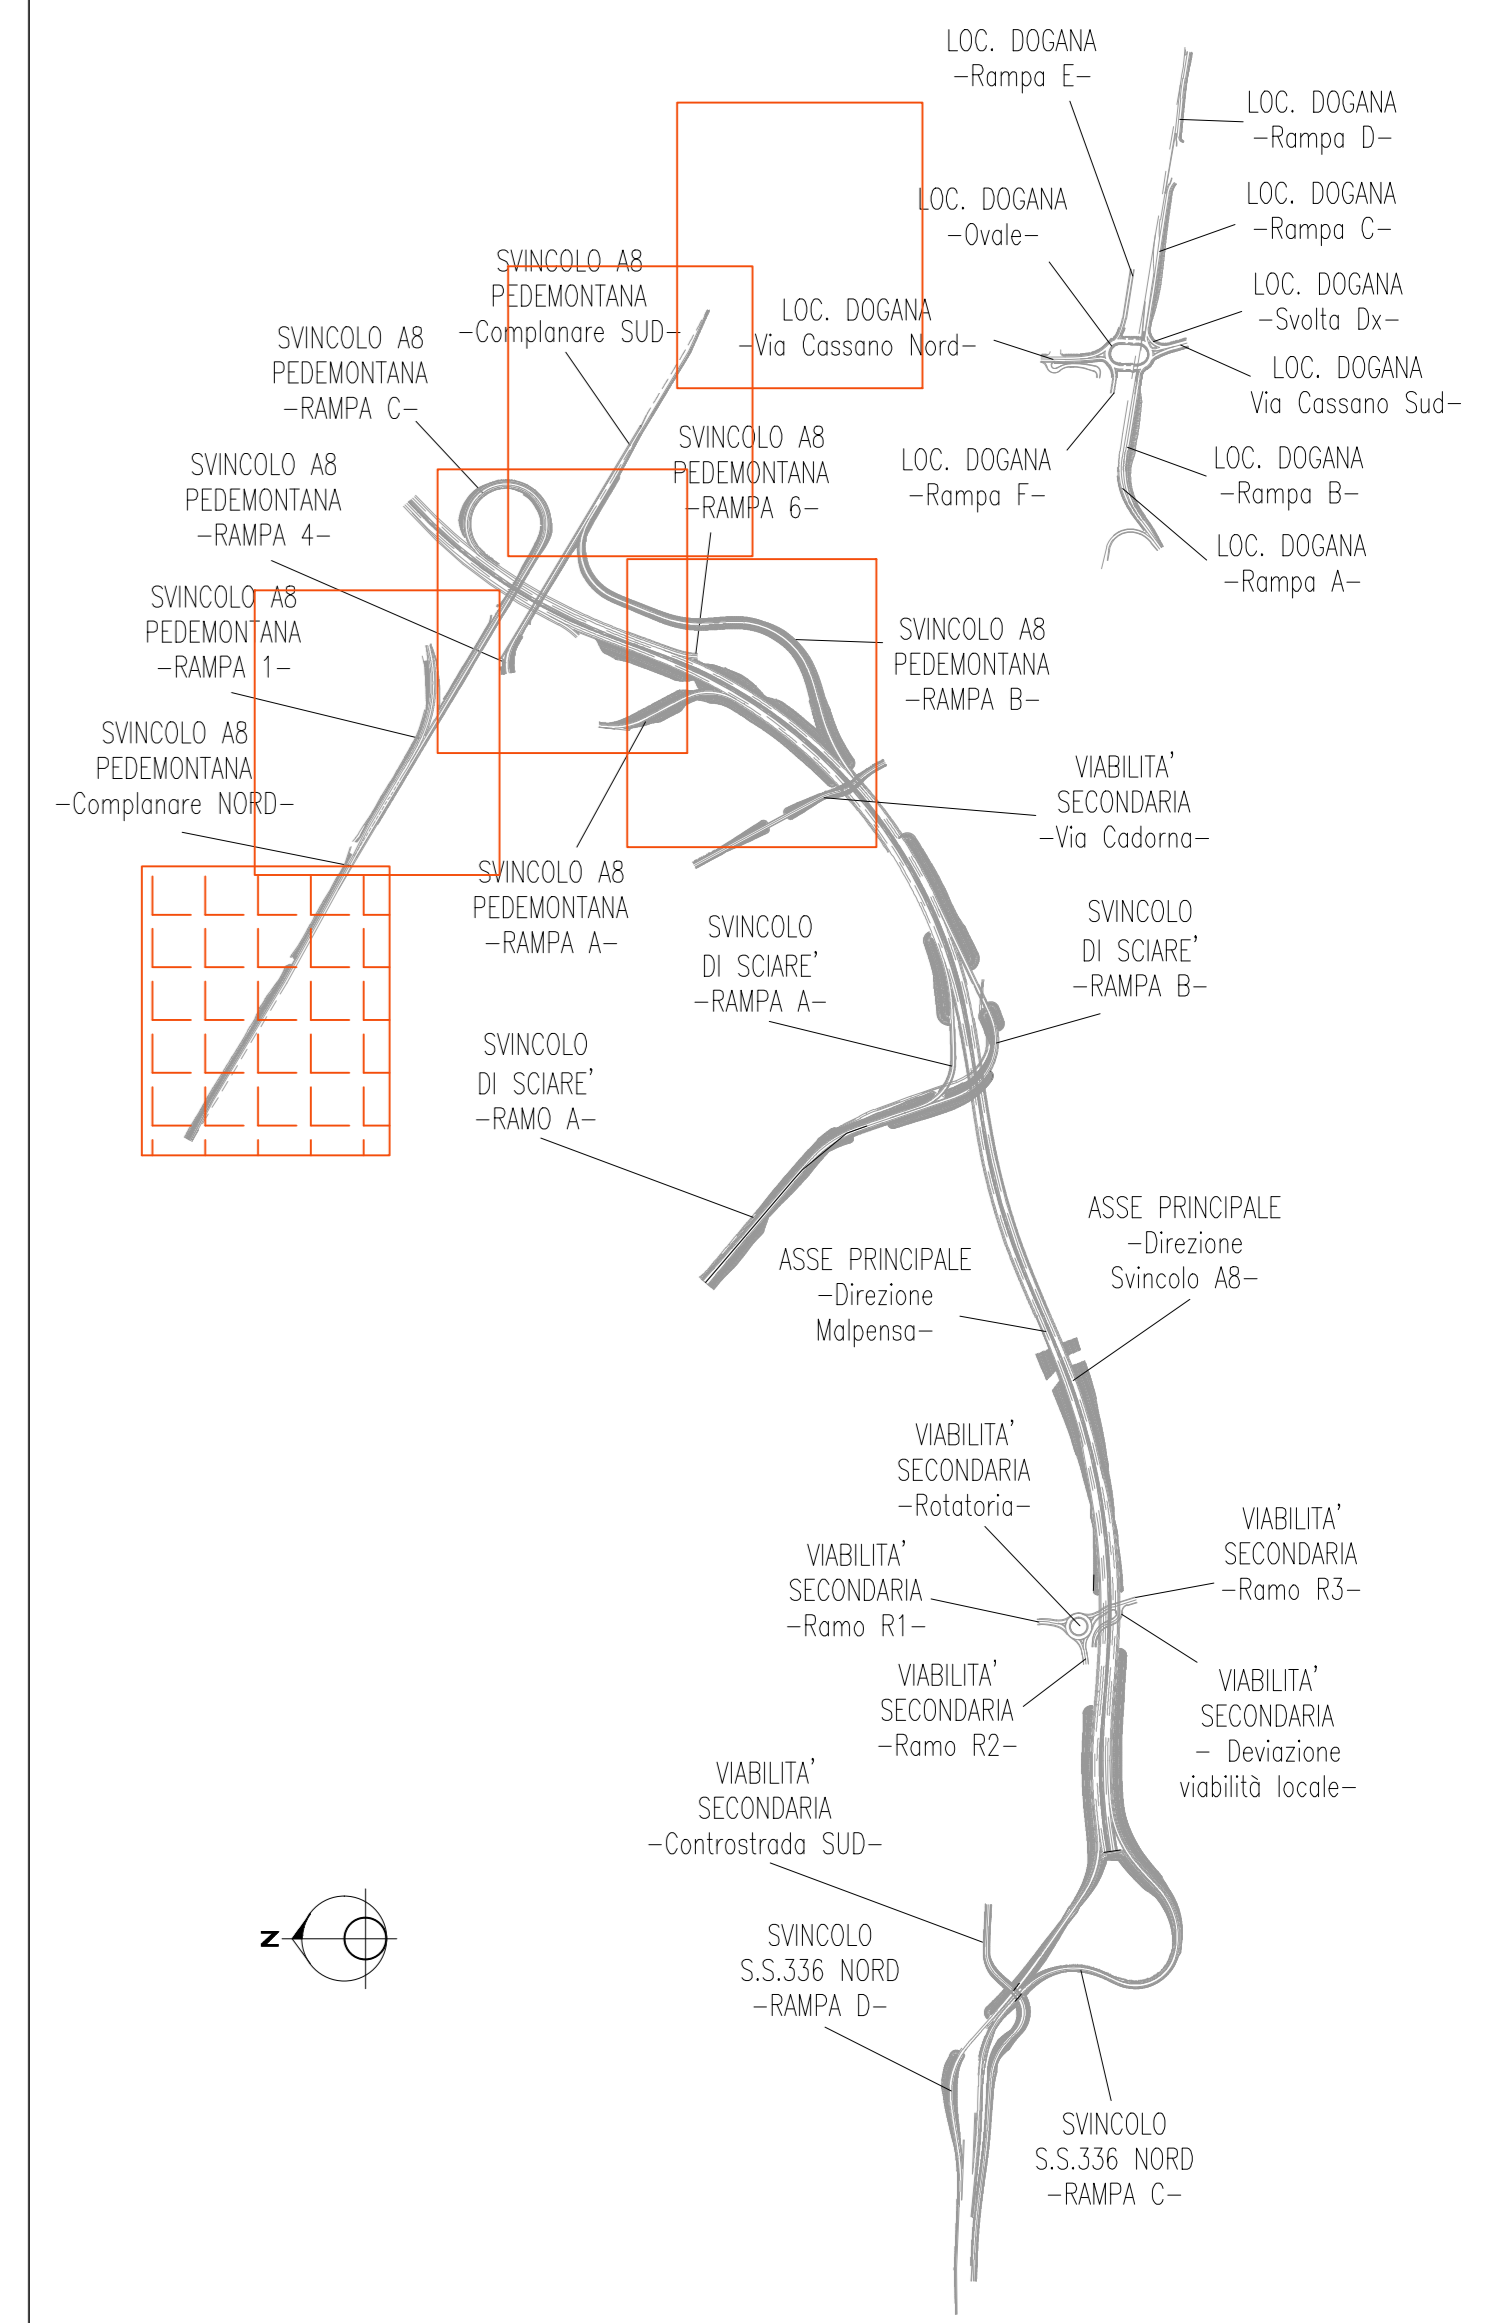 LOC. DOGANA
-Rampa E-
LOC. DOGANA
-Rampa D-
LOC. DOGANA
-Rampa C-
LOC. DOGANA
-Ovale-
SVINCOLO A8
PEDEMONTANA
-Complanare SUD-
LOC. DOGANA
-Svolta Dx-
LOC. DOGANA
-Via Cassano Nord-
SVINCOLO A8
PEDEMONTANA
-RAMPA C-
LOC. DOGANA
Via Cassano Sud-
SVINCOLO A8
PEDEMONTANA
-RAMPA 6-
LOC. DOGANA
-Rampa F-
LOC. DOGANA
-Rampa B-
SVINCOLO A8
PEDEMONTANA
-RAMPA 4-
LOC. DOGANA
-Rampa A-
SVINCOLO A8
PEDEMONTANA
-RAMPA 1-
SVINCOLO A8
PEDEMONTANA
-RAMPA B-
SVINCOLO A8
PEDEMONTANA
-Complanare NORD-
VIABILITA'
SECONDARIA
-Via Cadorna-
SVINCOLO A8
PEDEMONTANA
-RAMPA A-
SVINCOLO
DI SCIARE'
-RAMPA A-
SVINCOLO
DI SCIARE'
-RAMPA B-
SVINCOLO
DI SCIARE'
-RAMO A-
ASSE PRINCIPALE
-Direzione
Svincolo A8-
ASSE PRINCIPALE
-Direzione
Malpensa-
VIABILITA'
SECONDARIA
-Rotatoria-
VIABILITA'
SECONDARIA
-Ramo R3-
VIABILITA'
SECONDARIA
-Ramo R1-
VIABILITA'
SECONDARIA
-Ramo R2-
VIABILITA'
SECONDARIA
- Deviazione
viabilità locale-
VIABILITA'
SECONDARIA
-Controstrada SUD-
N
SVINCOLO
S.S.336 NORD
-RAMPA D-
SVINCOLO
S.S.336 NORD
-RAMPA C-